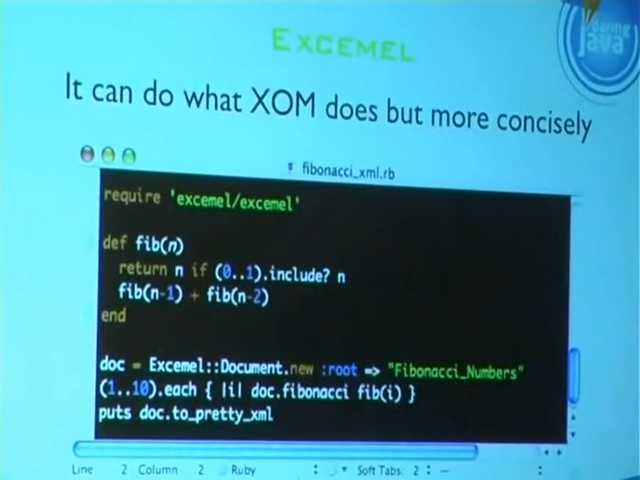 EXCEMEL
daring
java
It can do what XOM does but more concisely
fibonacci_xml.rb
require 'excemel/excemel'
def fib(n)
return n if (0..1).include? n
fib(n-1) + fib(n-2)
end
doc = Excemel::Document.new :root => "Fibonacci_Numbers"
(1..10).each { |i| doc.fibonacci fib(i) }
puts doc.to_pretty_xml
Line 2 Column 2 Ruby Soft Tabs: 2